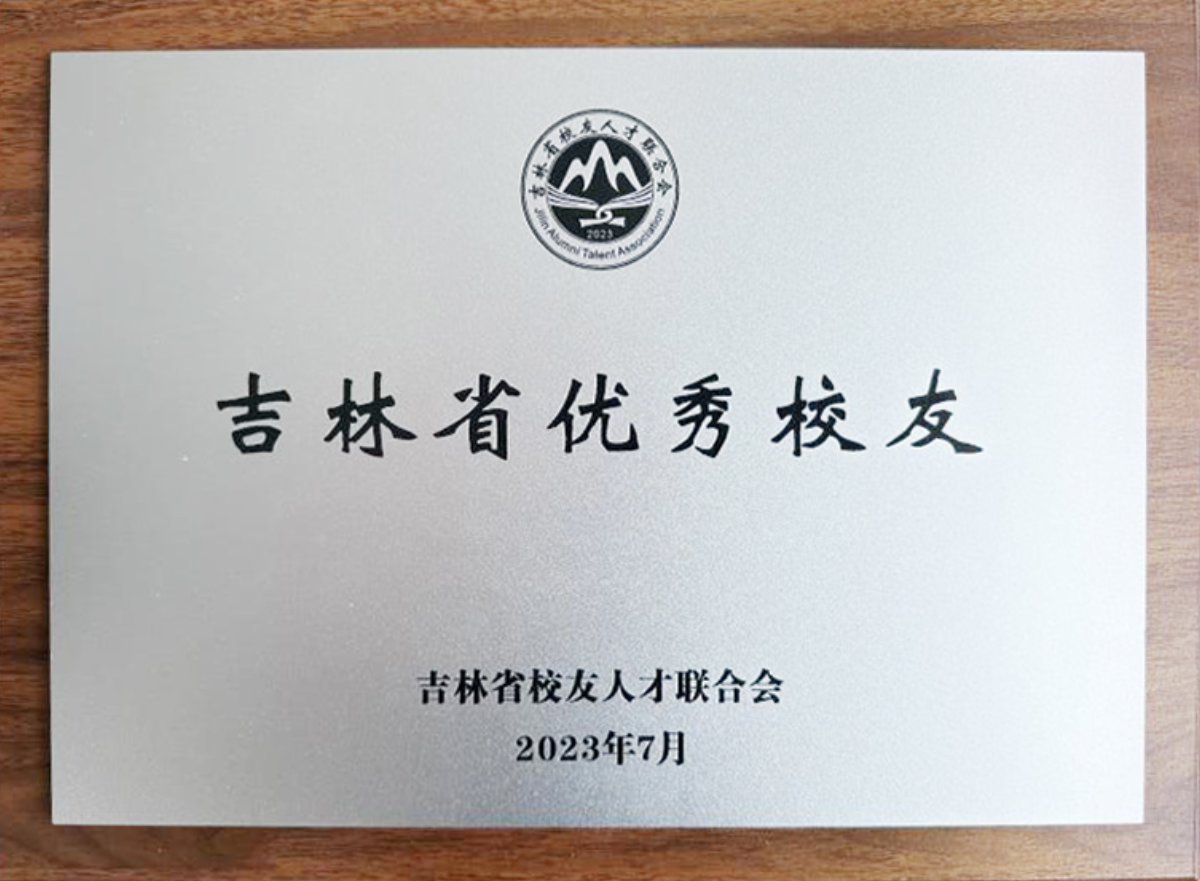 吉林省校友人才联合会
2023
Jilin Alumni Talent Association
吉林省优秀校友
吉林省校友人才联合会
2023年7月